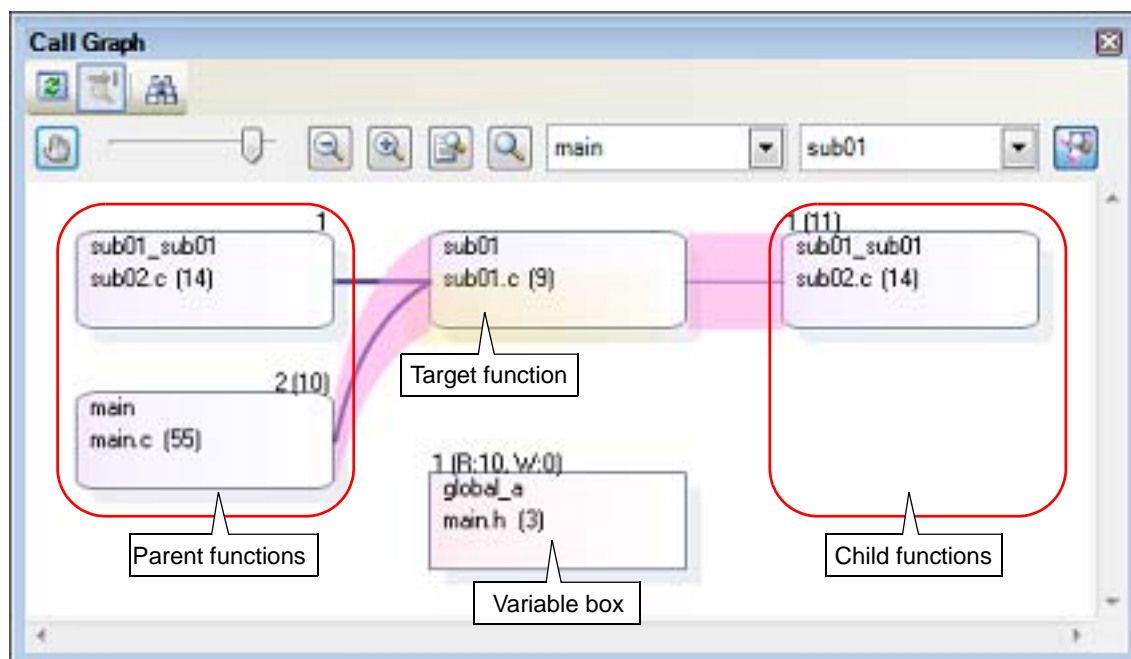 Call Graph
main
sub01
1
sub01_sub01
sub02.c (14)
sub01
sub01.c (9)
1 (11)
sub01_sub01
sub02.c (14)
Target function
2 (10)
main
main.c (55)
1 (R:10, W:0)
global_a
main.h (3)
Parent functions
Variable box
Child functions